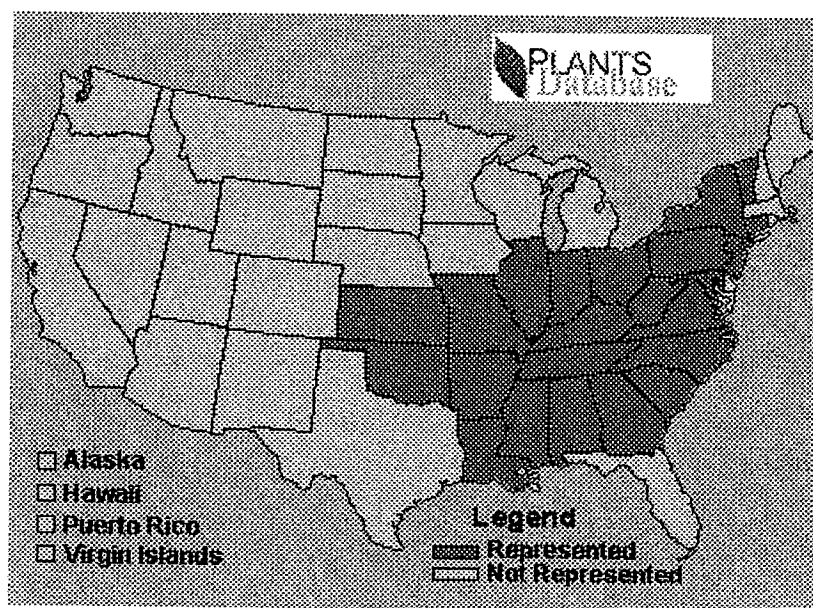 PLANTS
Database
Alaska
Hawaii
Puerto Rico
Virgin Islands
Legend
Represented
Not Represented